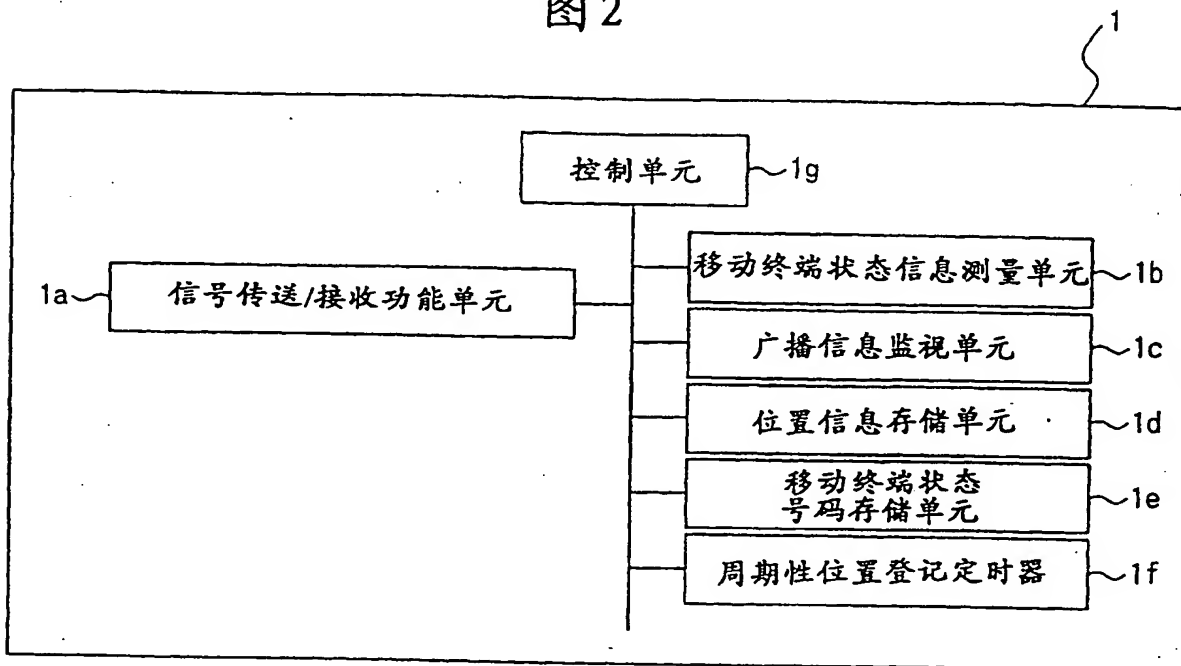 图2
1
控制单元
1g
1a
信号传送/接收功能单元
移动终端状态信息测量单元
1b
广播信息监视单元
1c
位置信息存储单元
1d
移动终端状态
号码存储单元
1e
周期性位置登记定时器
1f